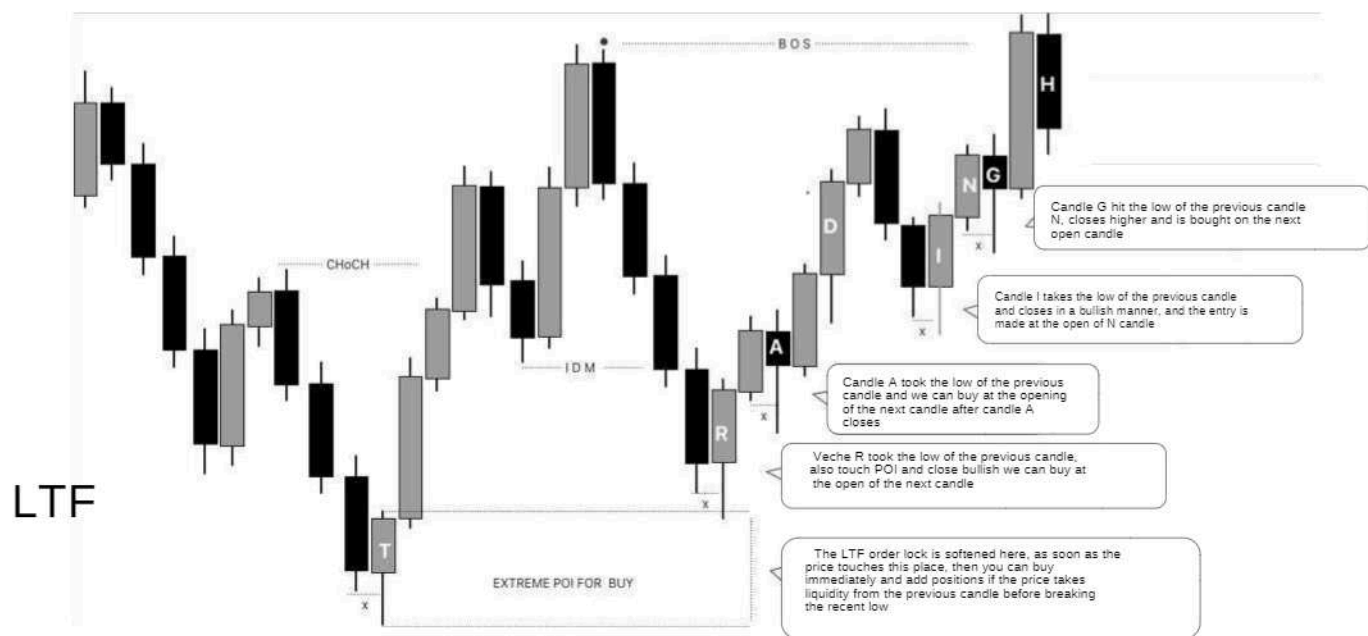 BOS
H
N
G
Candle G hit the low of the previous candle
N, closes higher and is bought on the next
open candle
x
D
I
CHoCH
Candle I takes the low of the previous candle
and closes in a bullish manner, and the entry is
made at the open of N candle
x
A
IDM
Candle A took the low of the previous
candle and we can buy at the opening
of the next candle after candle A
closes
x
R
Veche R took the low of the previous candle,
also touch POI and close bullish we can buy at
the open of the next candle
x
LTF
T
EXTREME POI FOR BUY
The LTF order lock is softened here, as soon as the
price touches this place, then you can buy
immediately and add positions if the price takes
liquidity from the previous candle before breaking
the recent low
x